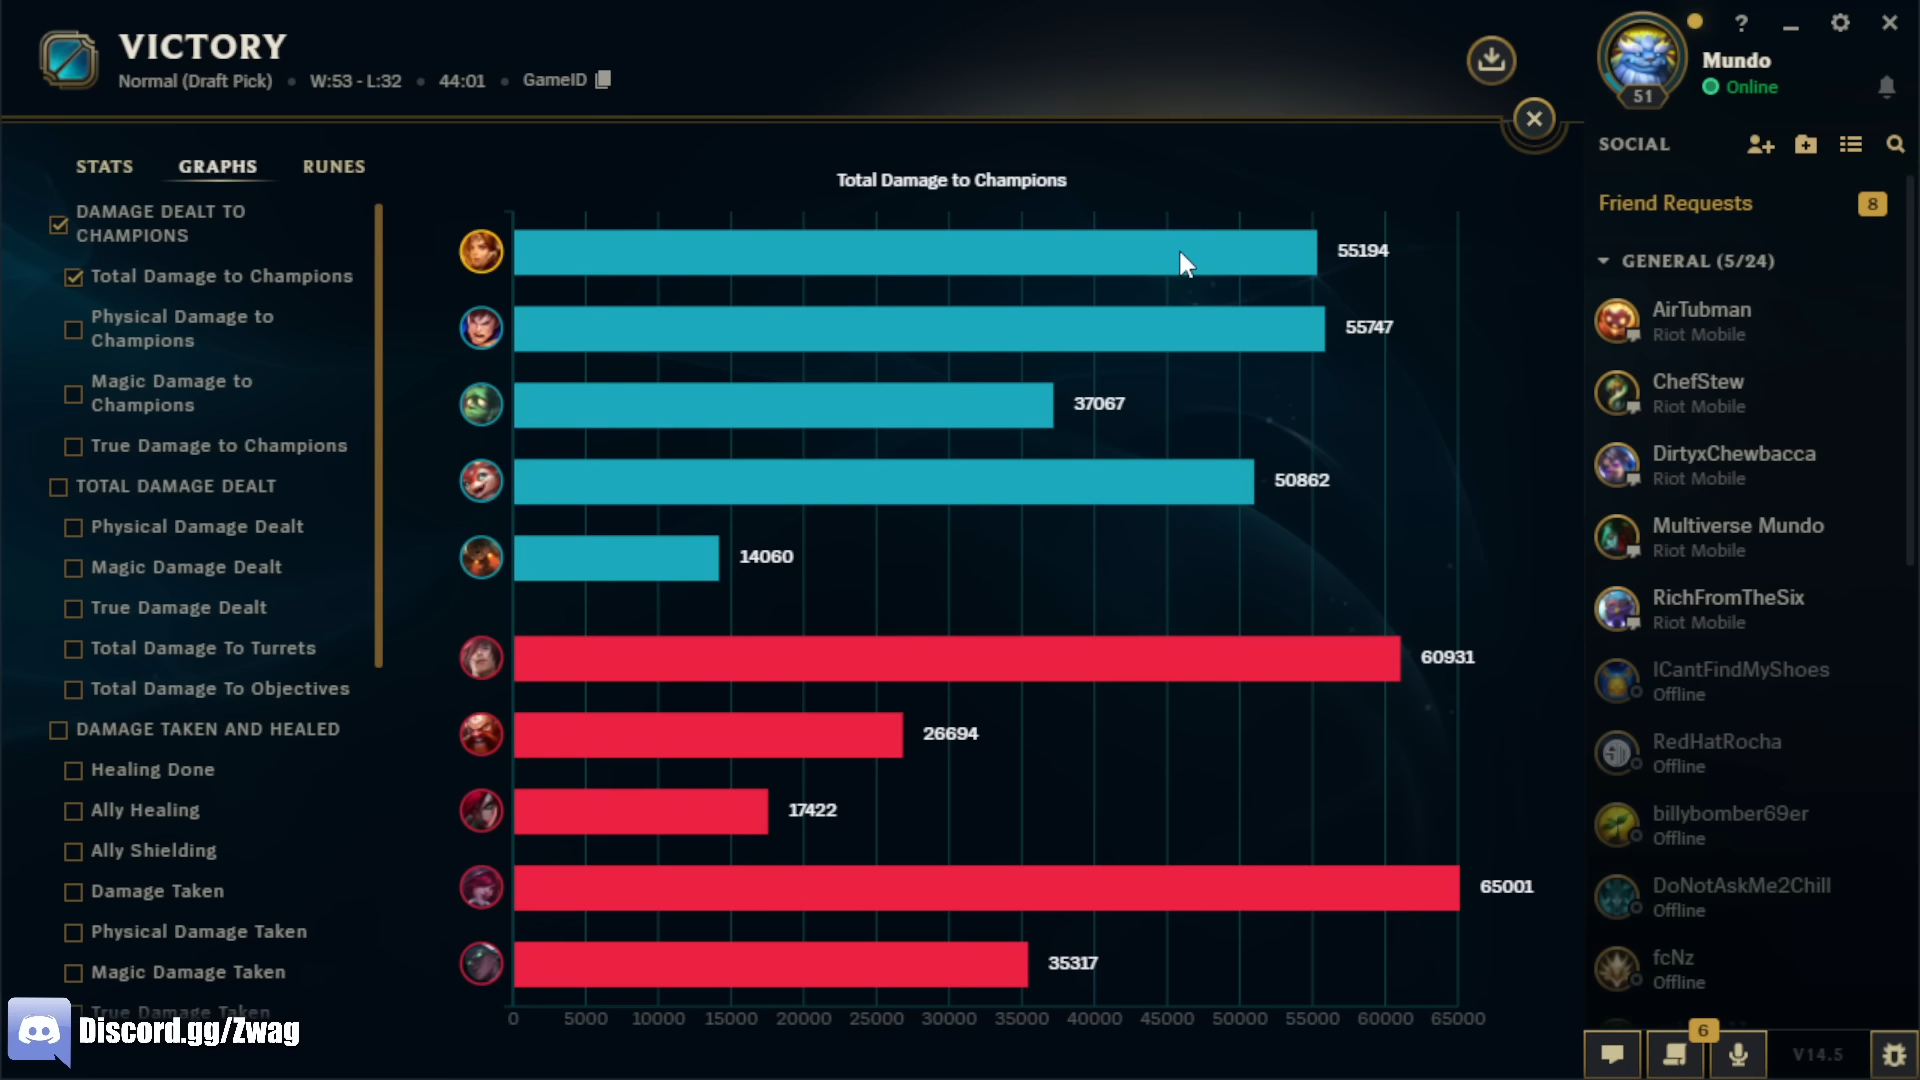 VICTORY
Normal (Draft Pick) • W:53 - L:32 • 44:01 • GameID
STATS GRAPHS RUNES
DAMAGE DEALT TO
CHAMPIONS
Total Damage to Champions
Physical Damage to
Champions
Magic Damage to
Champions
True Damage to Champions
TOTAL DAMAGE DEALT
Physical Damage Dealt
Magic Damage Dealt
True Damage Dealt
Total Damage To Turrets
Total Damage To Objectives
DAMAGE TAKEN AND HEALED
Healing Done
Ally Healing
Ally Shielding
Damage Taken
Physical Damage Taken
Magic Damage Taken
True Damage Taken
Discord.gg/Zwag
Total Damage to Champions
55194
55747
37067
50862
14060
60931
26694
17422
65001
35317
0 5000 10000 15000 20000 25000 30000 35000 40000 45000 50000 55000 60000 65000
?
51
Mundo
Online
SOCIAL
Friend Requests 8
GENERAL (5/24)
AirTubman
Riot Mobile
ChefStew
Riot Mobile
DirtyxChewbacca
Riot Mobile
Multiverse Mundo
Riot Mobile
RichFromTheSix
Riot Mobile
ICantFindMyShoes
Offline
RedHatRocha
Offline
billybomber69er
Offline
DoNotAskMe2Chill
Offline
fcNz
Offline
6
V14.5